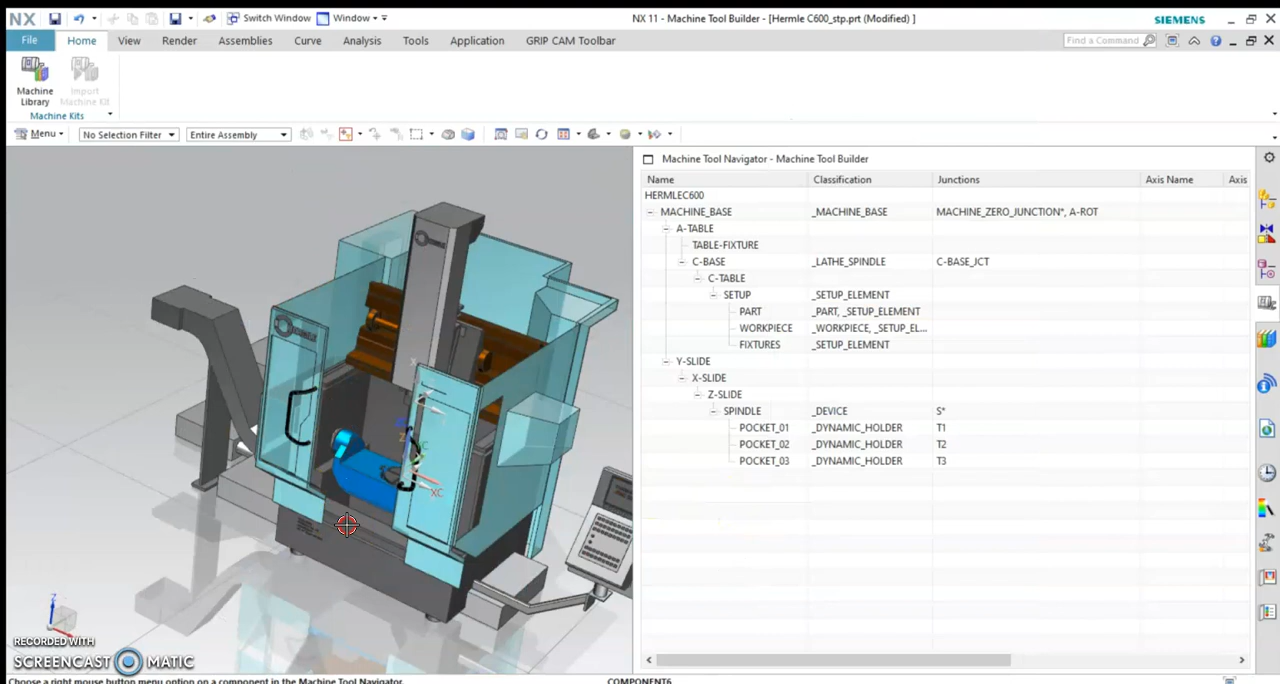 NX Switch Window Window NX 11 - Machine Tool Builder - [Hermle C600_stp.prt (Modified) ] SIEMENS
File Home View Render Assemblies Curve Analysis Tools Application GRIP CAM Toolbar Find a Command
Machine Library
Import Machine Kit
Machine Kits
Menu No Selection Filter Entire Assembly
Machine Tool Navigator - Machine Tool Builder
Name Classification Junctions Axis Name Axis
HERMLEC600
MACHINE_BASE _MACHINE_BASE MACHINE_ZERO_JUNCTION*, A-ROT
A-TABLE
TABLE-FIXTURE
C-BASE _LATHE_SPINDLE C-BASE_JCT
C-TABLE
SETUP _SETUP_ELEMENT
PART _PART, _SETUP_ELEMENT
WORKPIECE _WORKPIECE, _SETUP_EL...
FIXTURES _SETUP_ELEMENT
Y-SLIDE
X-SLIDE
Z-SLIDE
SPINDLE _DEVICE S*
POCKET_01 _DYNAMIC_HOLDER T1
POCKET_02 _DYNAMIC_HOLDER T2
POCKET_03 _DYNAMIC_HOLDER T3
X
XC
Z
RECORDED WITH
SCREENCAST MATIC
Choose a right mouse button menu option on a component in the Machine Tool Navigator. COMPONENT6